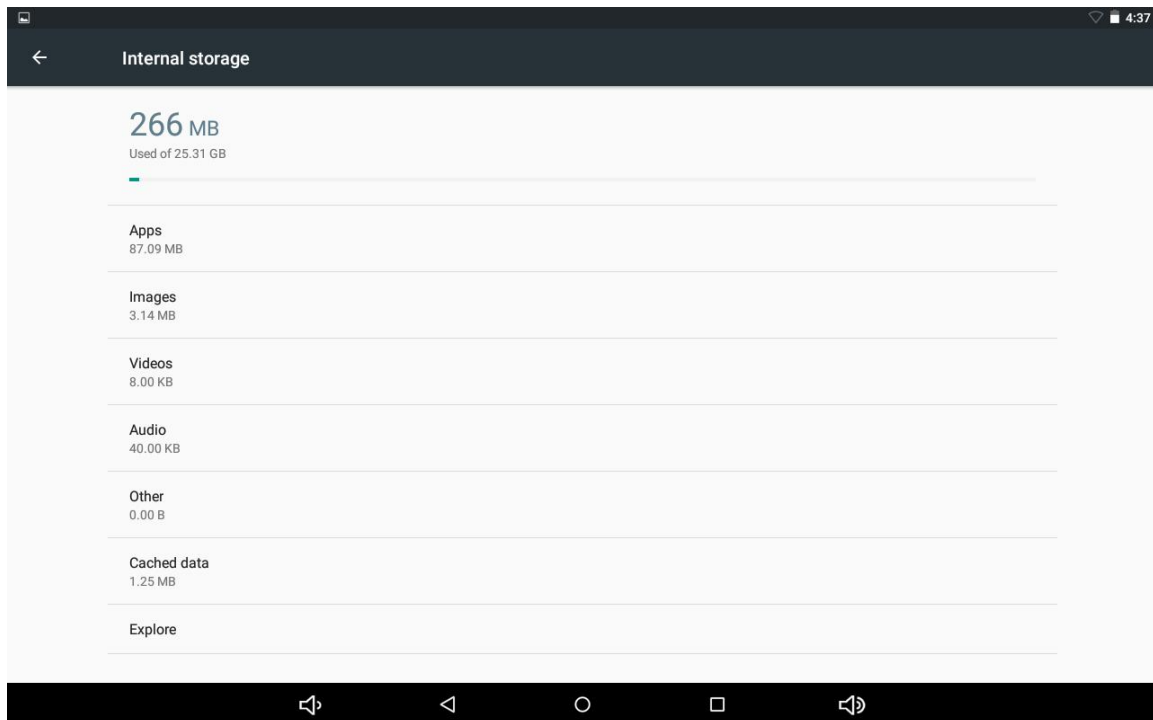 4:37
Internal storage
266 MB
Used of 25.31 GB
Apps
87.09 MB
Images
3.14 MB
Videos
8.00 KB
Audio
40.00 KB
Other
0.00 B
Cached data
1.25 MB
Explore